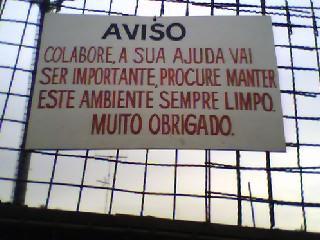 AVISO
COLABORE, A SUA AJUDA VAI
SER IMPORTANTE, PROCURE MANTER
ESTE AMBIENTE SEMPRE LIMPO.
MUITO OBRIGADO.